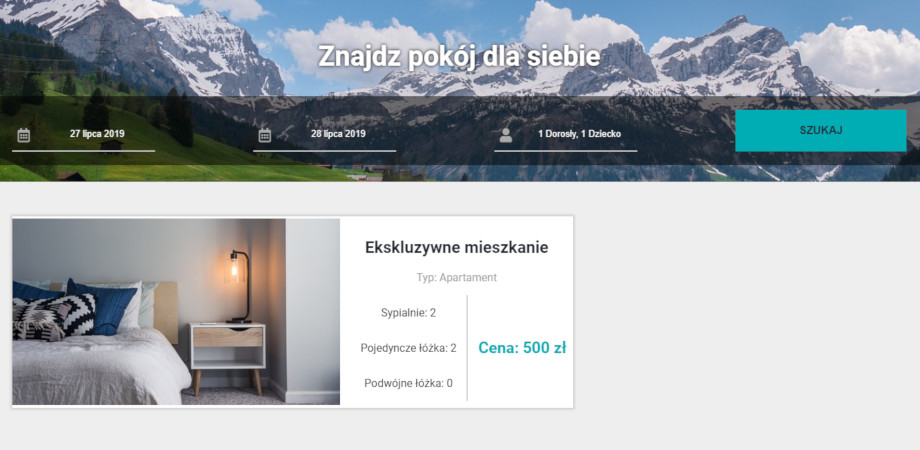 Znajdz pokój dla siebie
27 lipca 2019
28 lipca 2019
1 Dorosły, 1 Dziecko
SZUKAJ
Ekskluzywne mieszkanie
Typ: Apartament
Sypialnie: 2
Pojedyncze łóżka: 2
Podwójne łóżka: 0
Cena: 500 zł